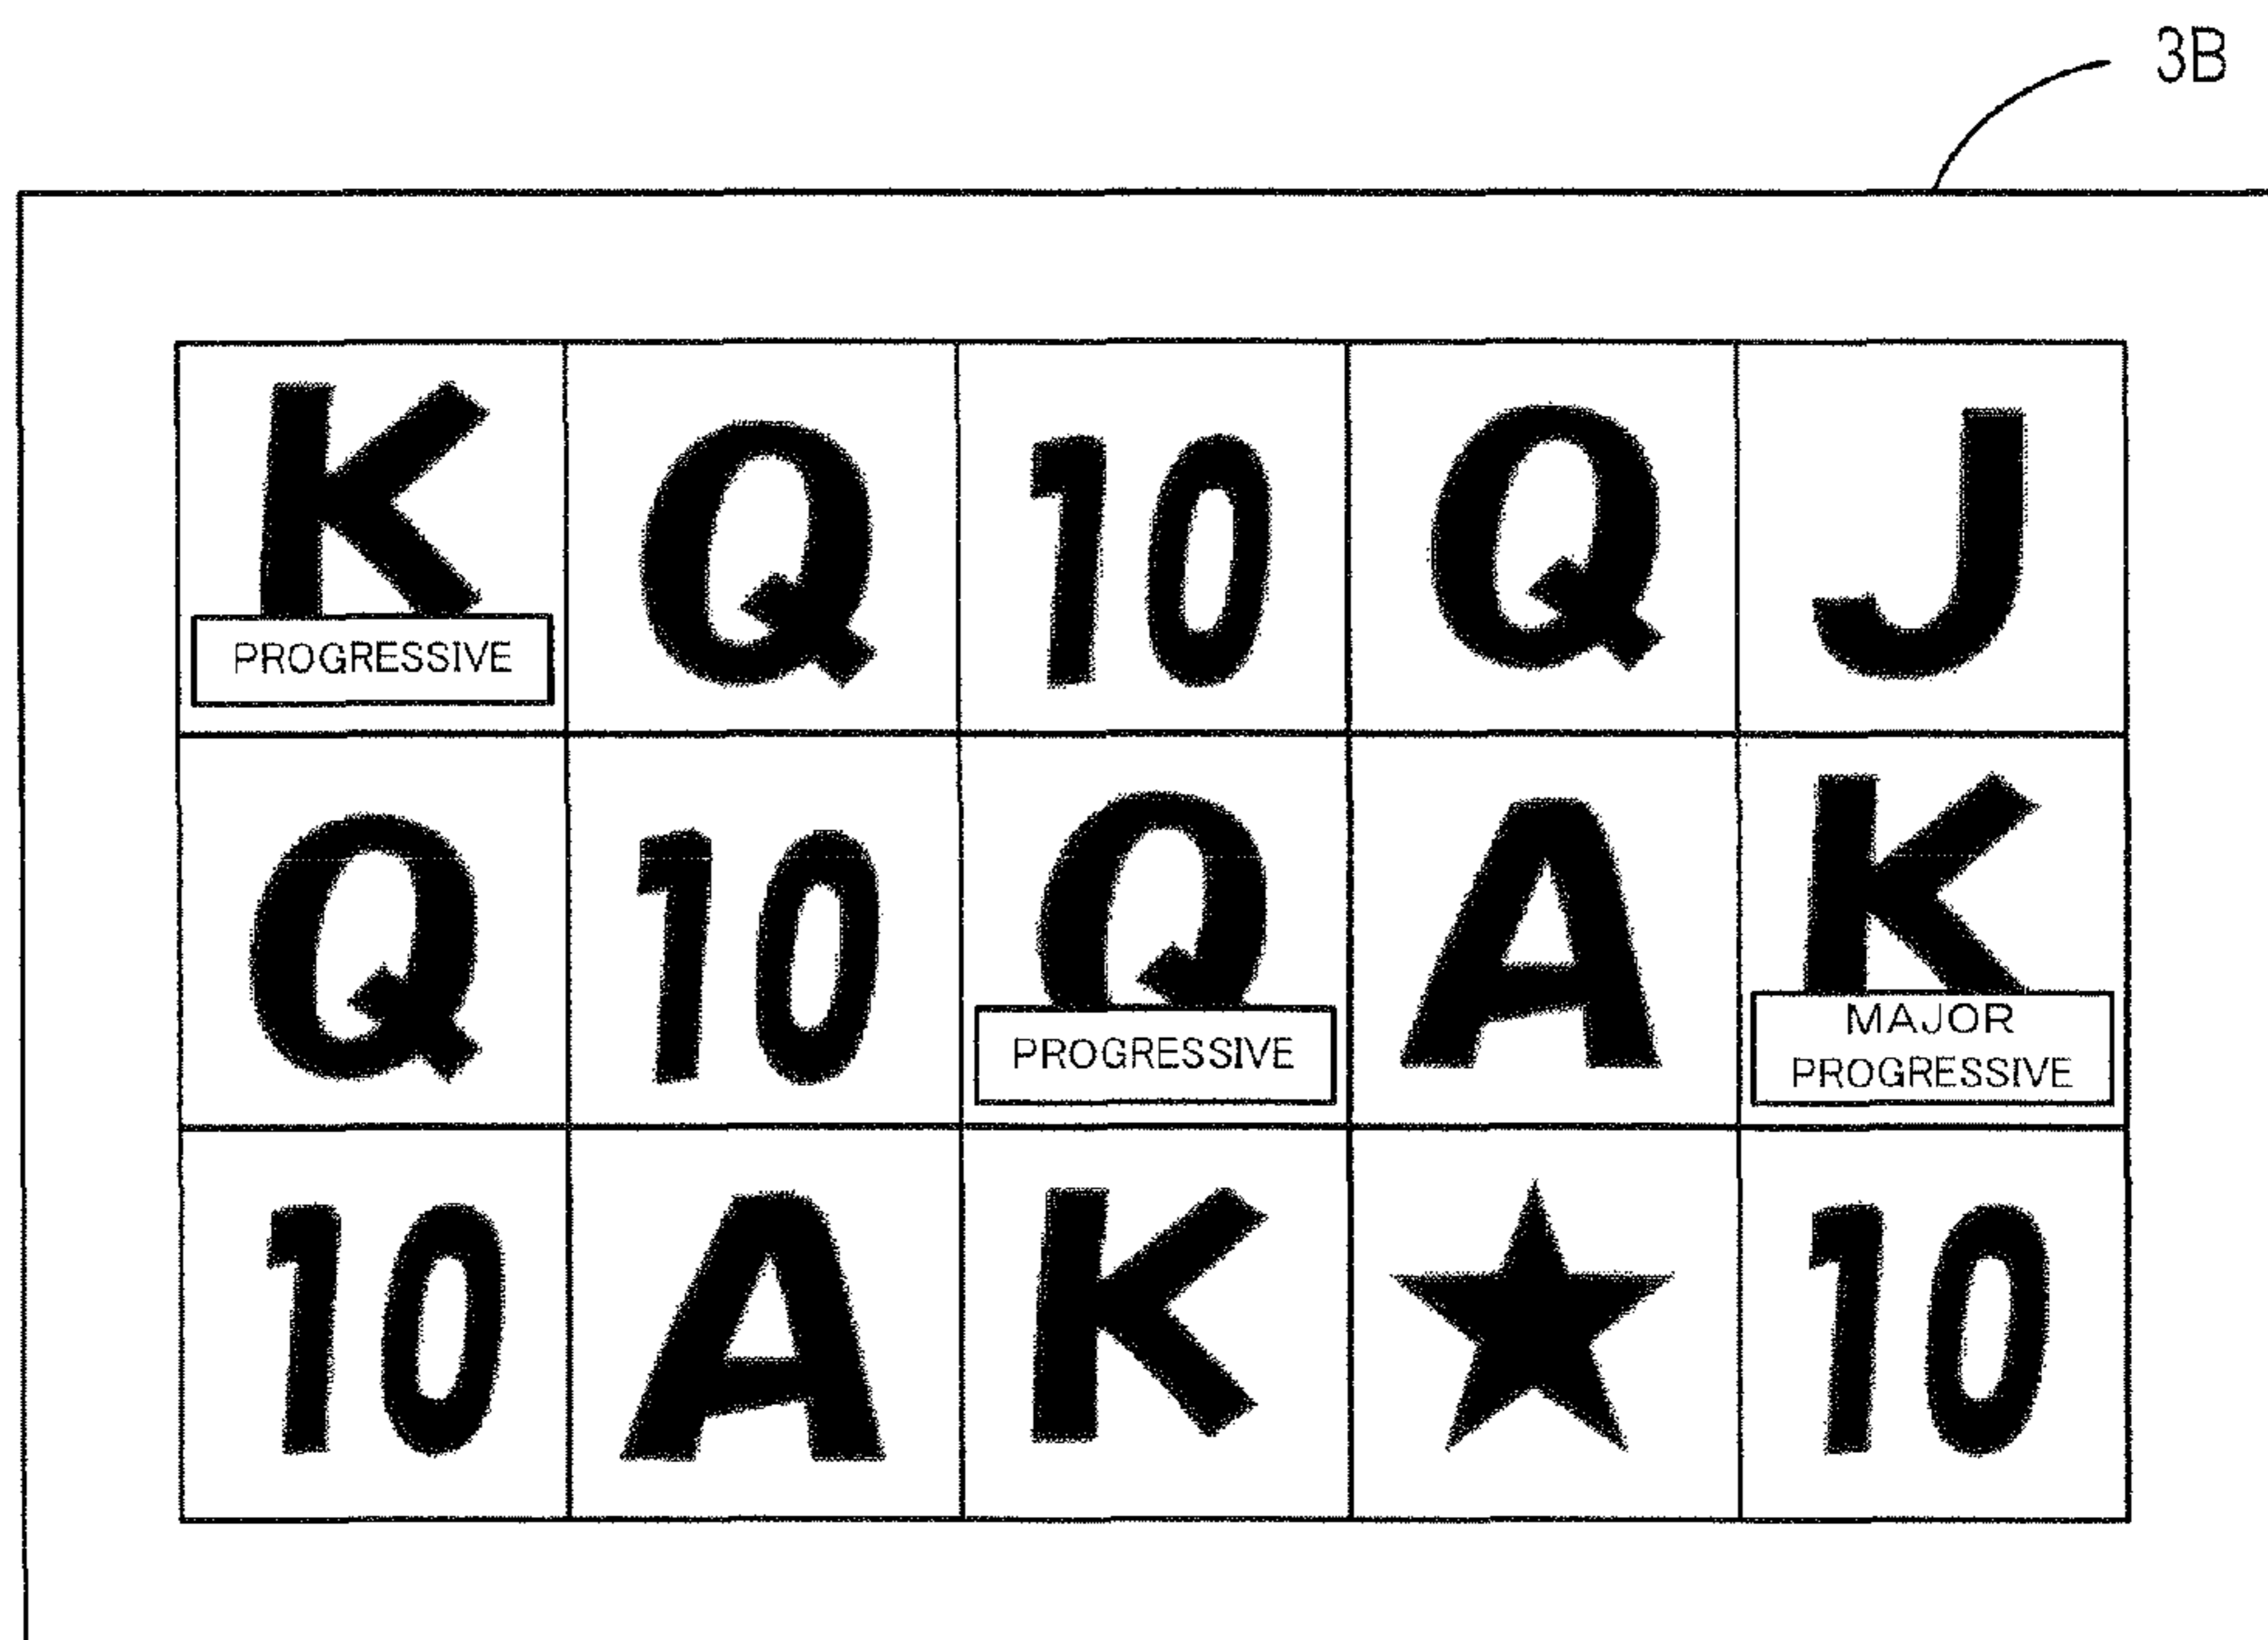 3B
K Q 10 Q J
PROGRESSIVE
Q 10 Q A K
PROGRESSIVE
MAJOR
PROGRESSIVE
10 A K 10